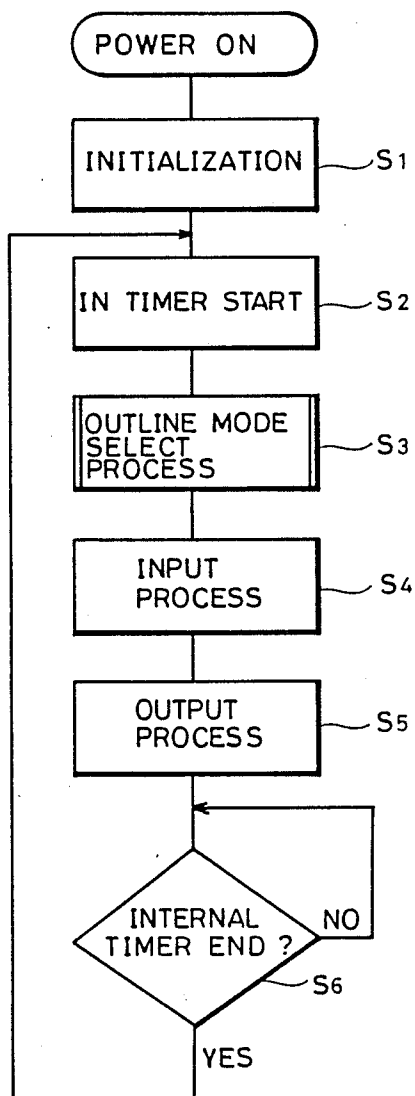 POWER ON
INITIALIZATION
S1
IN TIMER START
S2
OUTLINE MODE
SELECT
PROCESS
S3
INPUT
PROCESS
S4
OUTPUT
PROCESS
S5
INTERNAL
TIMER END ?
NO
S6
YES